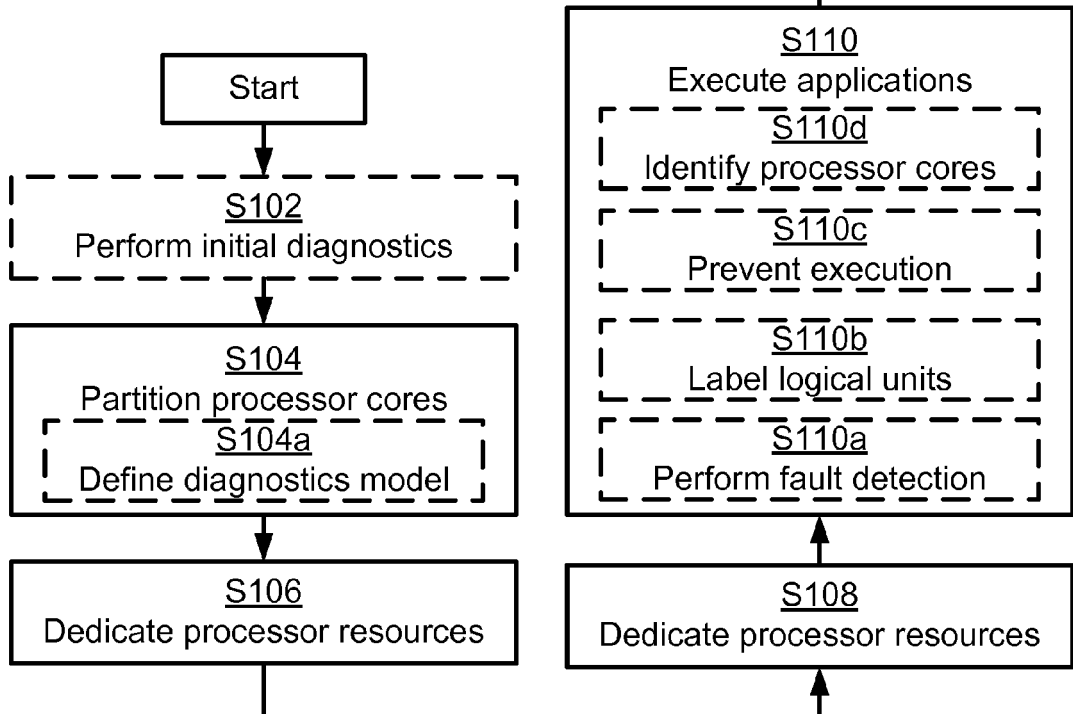 Start
S102
Perform initial diagnostics
S104
Partition processor cores
S104a
Define diagnostics model
S106
Dedicate processor resources
S110
Execute applications
S110d
Identify processor cores
S110c
Prevent execution
S110b
Label logical units
S110a
Perform fault detection
S108
Dedicate processor resources